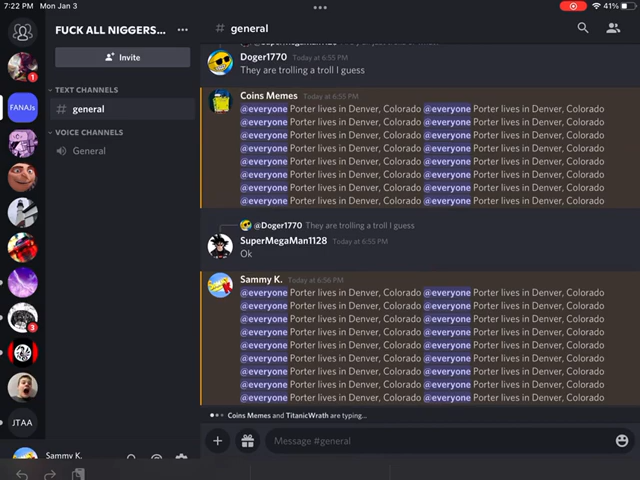 7:22 PM Mon Jan 3
41%
FUCK ALL NIGGERS...
Invite
TEXT CHANNELS
# general
VOICE CHANNELS
General
1
FANAJs
3
JTAA
Sammy K.
# general
Doger1770 Today at 6:55 PM
They are trolling a troll I guess
Coins Memes Today at 6:55 PM
@everyone Porter lives in Denver, Colorado @everyone Porter lives in Denver, Colorado
@everyone Porter lives in Denver, Colorado @everyone Porter lives in Denver, Colorado
@everyone Porter lives in Denver, Colorado @everyone Porter lives in Denver, Colorado
@everyone Porter lives in Denver, Colorado @everyone Porter lives in Denver, Colorado
@everyone Porter lives in Denver, Colorado @everyone Porter lives in Denver, Colorado
@everyone Porter lives in Denver, Colorado @everyone Porter lives in Denver, Colorado
@everyone Porter lives in Denver, Colorado @everyone Porter lives in Denver, Colorado
@everyone Porter lives in Denver, Colorado @everyone Porter lives in Denver, Colorado
@Doger1770 They are trolling a troll I guess
SuperMegaMan1128 Today at 6:55 PM
Ok
Sammy K. Today at 6:56 PM
@everyone Porter lives in Denver, Colorado @everyone Porter lives in Denver, Colorado
@everyone Porter lives in Denver, Colorado @everyone Porter lives in Denver, Colorado
@everyone Porter lives in Denver, Colorado @everyone Porter lives in Denver, Colorado
@everyone Porter lives in Denver, Colorado @everyone Porter lives in Denver, Colorado
@everyone Porter lives in Denver, Colorado @everyone Porter lives in Denver, Colorado
@everyone Porter lives in Denver, Colorado @everyone Porter lives in Denver, Colorado
@everyone Porter lives in Denver, Colorado @everyone Porter lives in Denver, Colorado
@everyone Porter lives in Denver, Colorado @everyone Porter lives in Denver, Colorado
@everyone Porter lives in Denver, Colorado @everyone Porter lives in Denver, Colorado
Coins Memes and TitanicWrath are typing...
Message #general